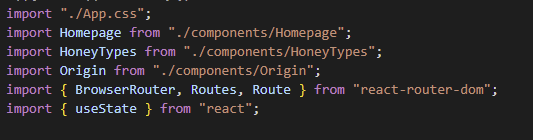 import "./App.css";
import Homepage from "./components/Homepage";
import HoneyTypes from "./components/HoneyTypes";
import Origin from "./components/Origin";
import { BrowserRouter, Routes, Route } from "react-router-dom";
import { useState } from "react";